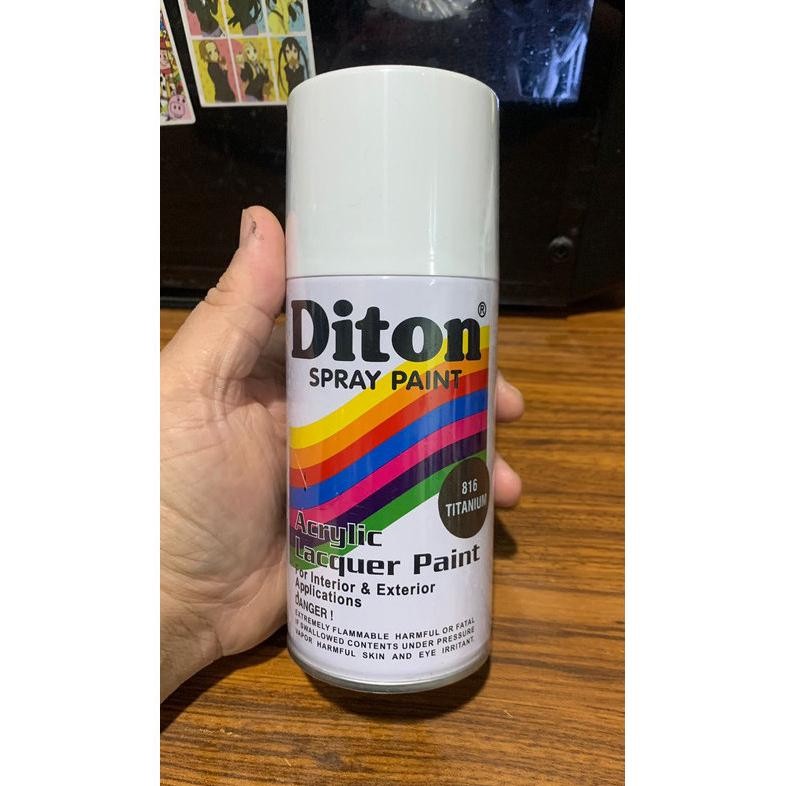 Diton®
SPRAY PAINT
816
TITANIUM
Acrylic
Lacquer Paint
For Interior & Exterior
Applications
DANGER !
EXTREMELY FLAMMABLE HARMFUL OR FATAL
IF SWALLOWED CONTENTS UNDER PRESSURE
VAPOR HARMFUL SKIN AND EYE IRRITANT.